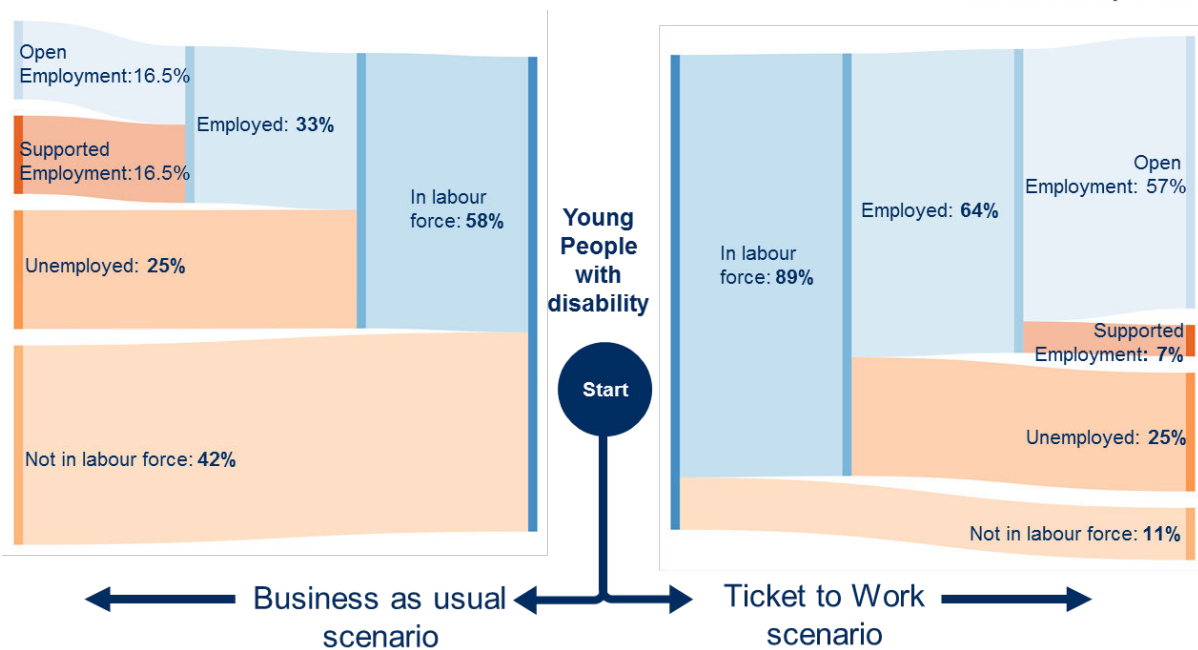 Open
Employment:16.5%
Supported
Employment:16.5%
Employed: 33%
Unemployed: 25%
In labour
force: 58%
Not in labour force: 42%
Young
People
with
disability
Start
In labour
force: 89%
Employed: 64%
Open
Employment: 57%
Supported
Employment: 7%
Unemployed: 25%
Not in labour force: 11%
Business as usual
scenario
Ticket to Work
scenario